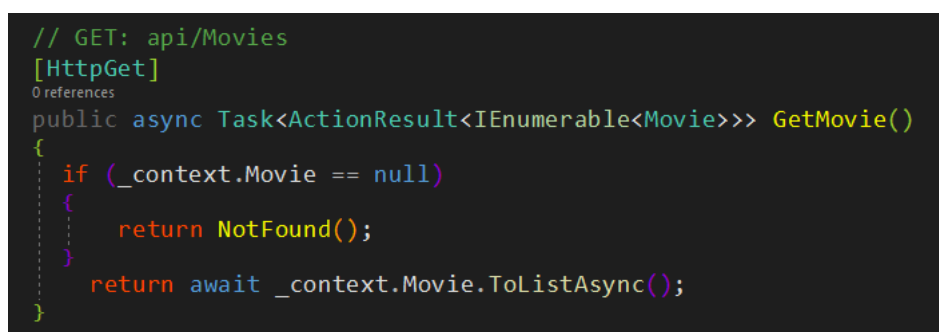 // GET: api/Movies
[HttpGet]
0 references
public async Task<ActionResult<IEnumerable<Movie>>> GetMovie()
{
if (_context.Movie == null)
{
return NotFound();
}
return await _context.Movie.ToListAsync();
}